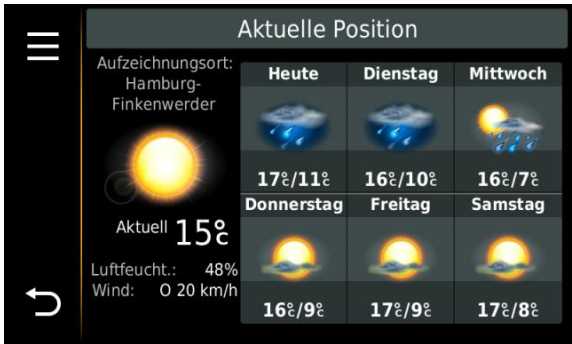 Aktuelle Position
Aufzeichnungsort:
Hamburg-
Finkenwerder
Aktuell 15°C
Luftfeucht.: 48%
Wind: O 20 km/h
Heute Dienstag Mittwoch
17°C/11°C 16°C/10°C 16°C/7°C
Donnerstag Freitag Samstag
16°C/9°C 17°C/9°C 17°C/8°C